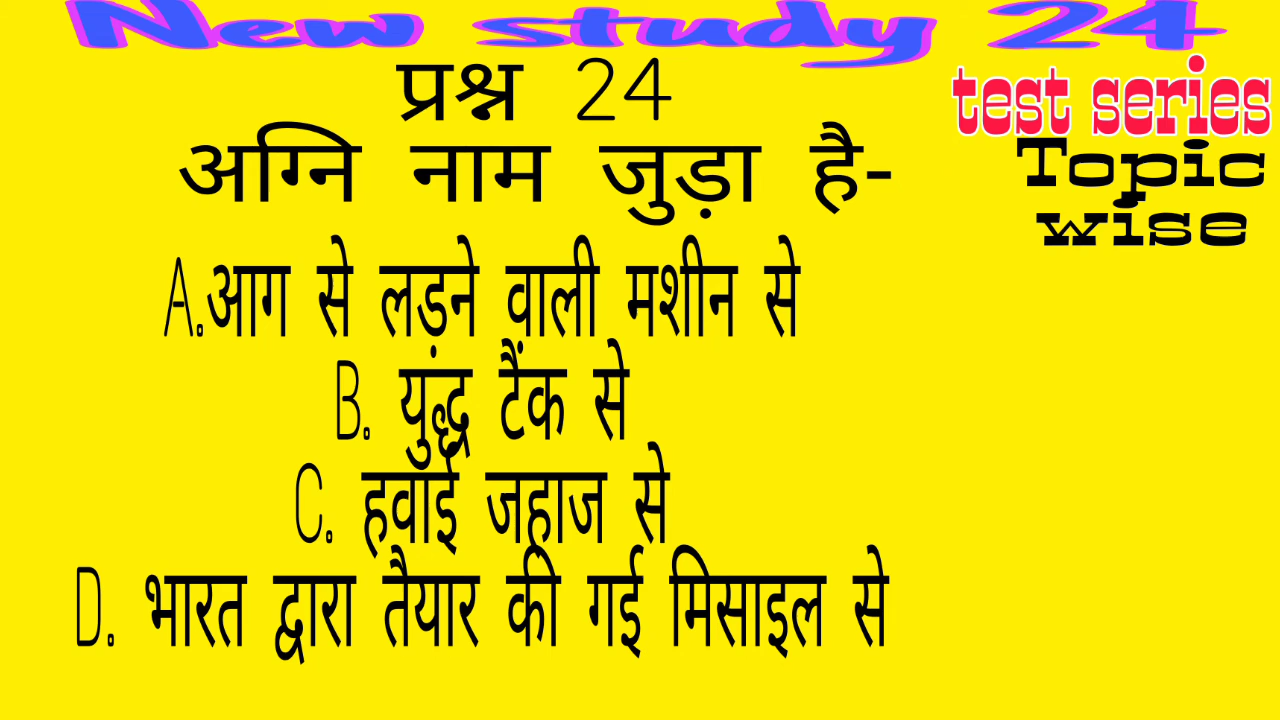 New study 24
test series
Topic
wise
प्रश्न 24
अग्नि नाम जुड़ा है-
A.आग से लड़ने वाली मशीन से
B. युद्ध टैंक से
C. हवाई जहाज से
D. भारत द्वारा तैयार की गई मिसाइल से